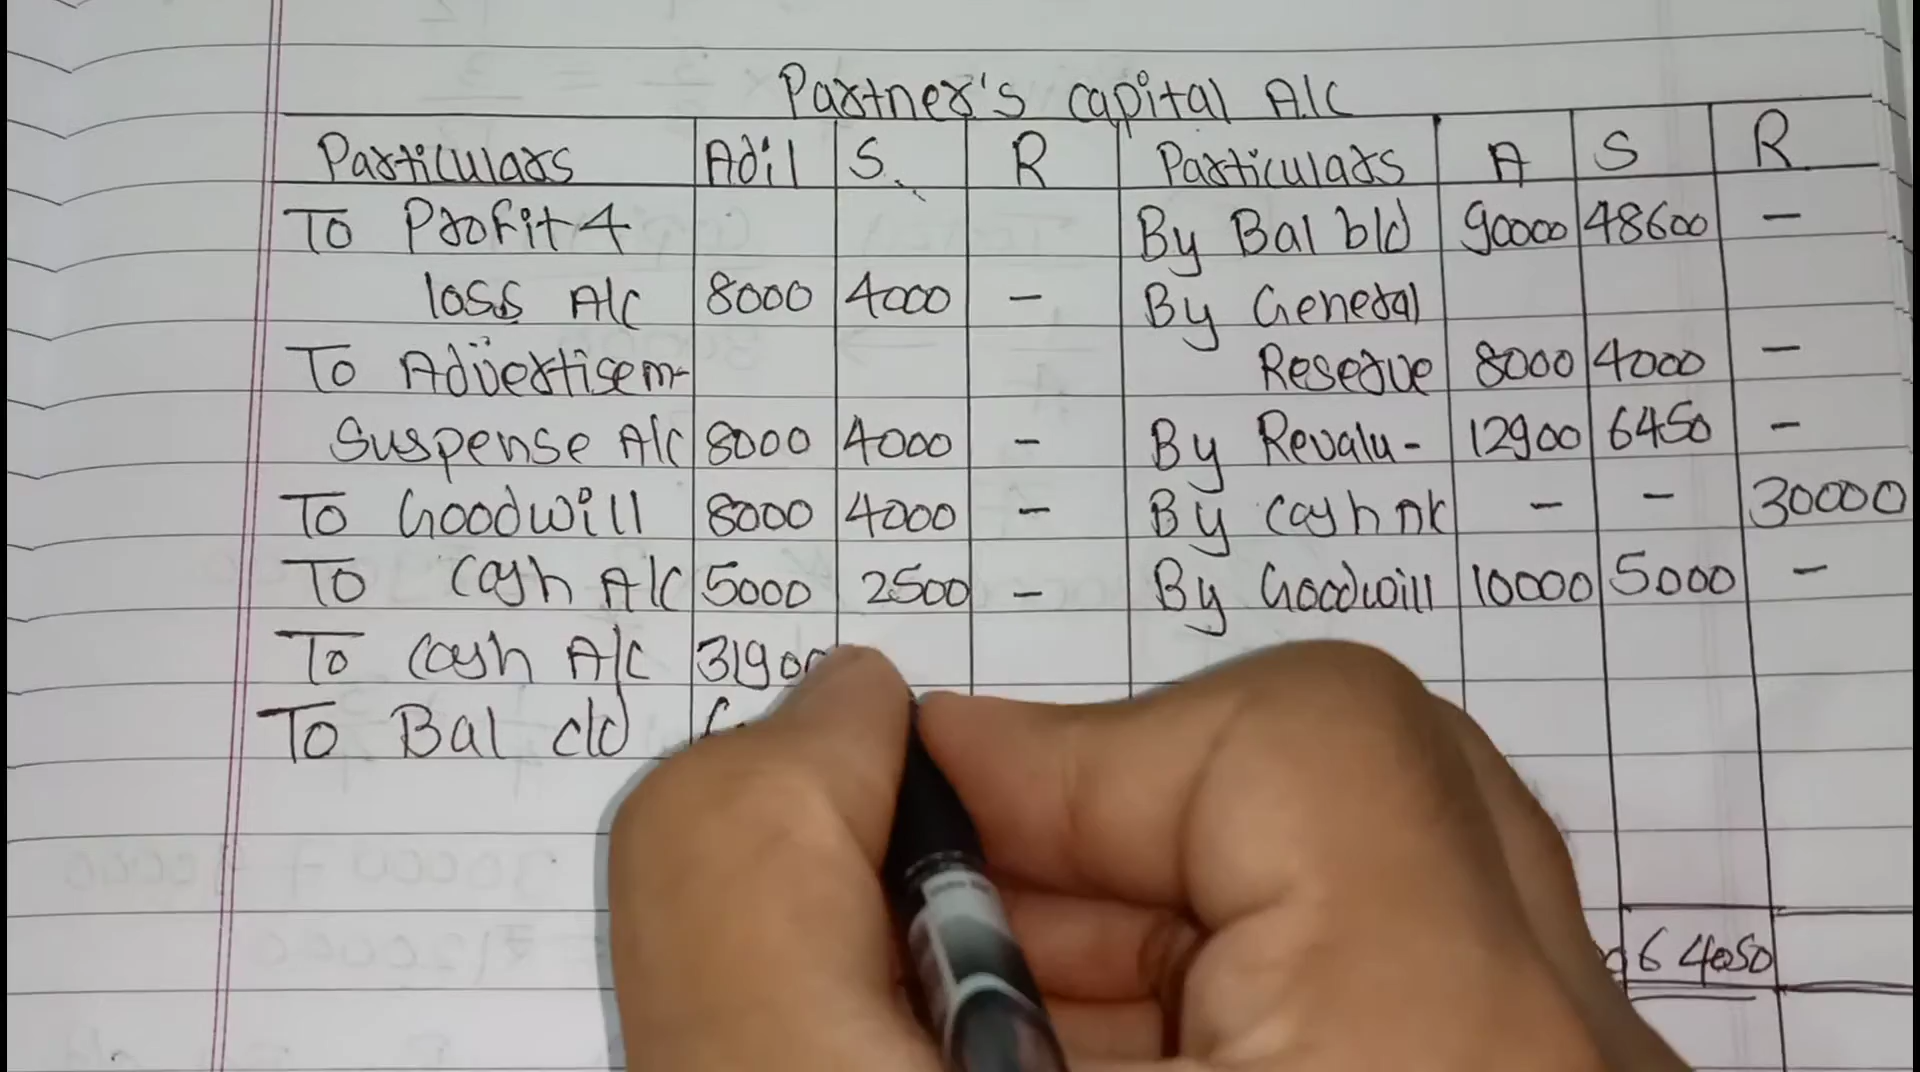 Partner's capital A/C
Particulars Adil S. R Particulars A S R
To Profit & By Bal b/d 90000 48600 -
loss A/C 8000 4000 - By General
To Advertisem- Reserve 8000 4000 -
Suspense A/C 8000 4000 - By Revalu- 12900 6450 -
To Goodwill 8000 4000 - By cash A/C - - 30000
To cash A/C 5000 2500 - By Goodwill 10000 5000 -
To cash A/C 3190
To Bal c/d
64050